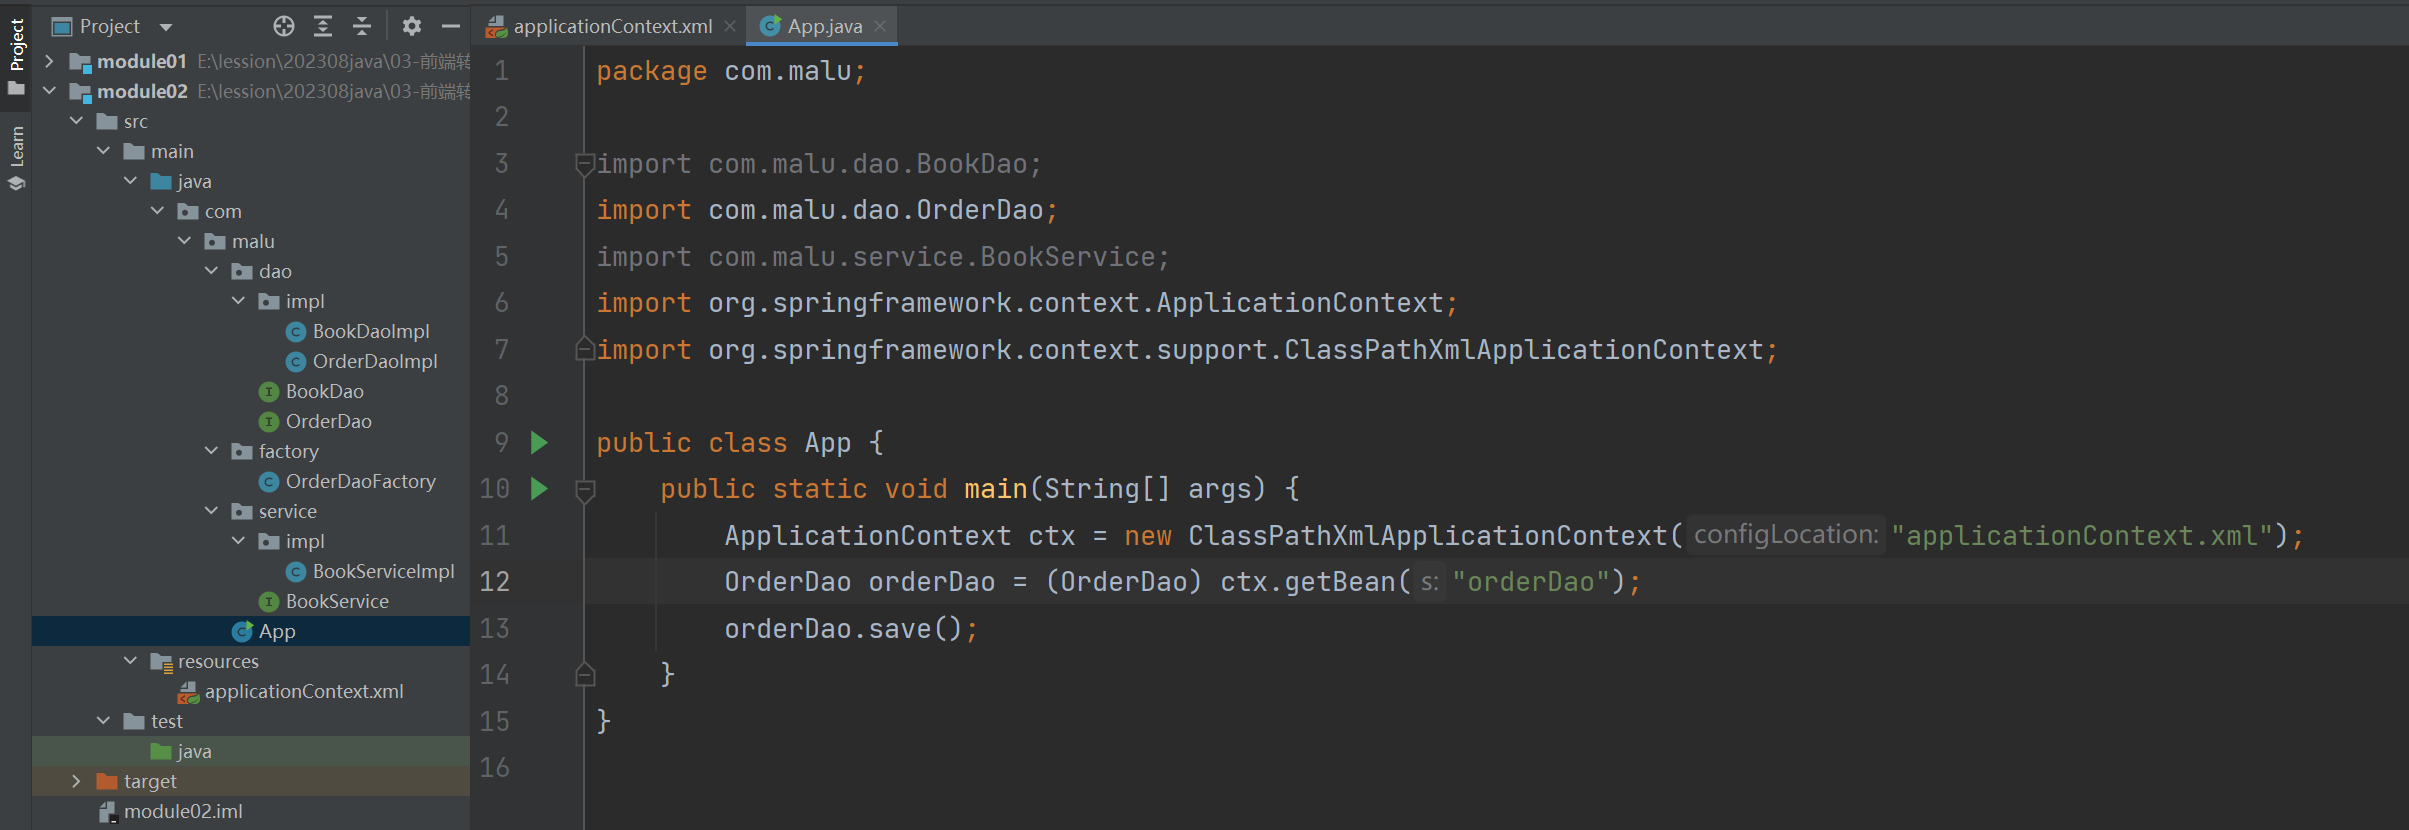 Project
Learn
Project
module01 E:\lession\202308java\03-前端转
module02 E:\lession\202308java\03-前端转
src
main
java
com
malu
dao
impl
BookDaoImpl
OrderDaoImpl
BookDao
OrderDao
factory
OrderDaoFactory
service
impl
BookServiceImpl
BookService
App
resources
applicationContext.xml
test
java
target
module02.iml
applicationContext.xml App.java
1 package com.malu;
2
3 import com.malu.dao.BookDao;
4 import com.malu.dao.OrderDao;
5 import com.malu.service.BookService;
6 import org.springframework.context.ApplicationContext;
7 import org.springframework.context.support.ClassPathXmlApplicationContext;
8
9 public class App {
10 public static void main(String[] args) {
11 ApplicationContext ctx = new ClassPathXmlApplicationContext( configLocation: "applicationContext.xml");
12 OrderDao orderDao = (OrderDao) ctx.getBean( s: "orderDao");
13 orderDao.save();
14 }
15 }
16